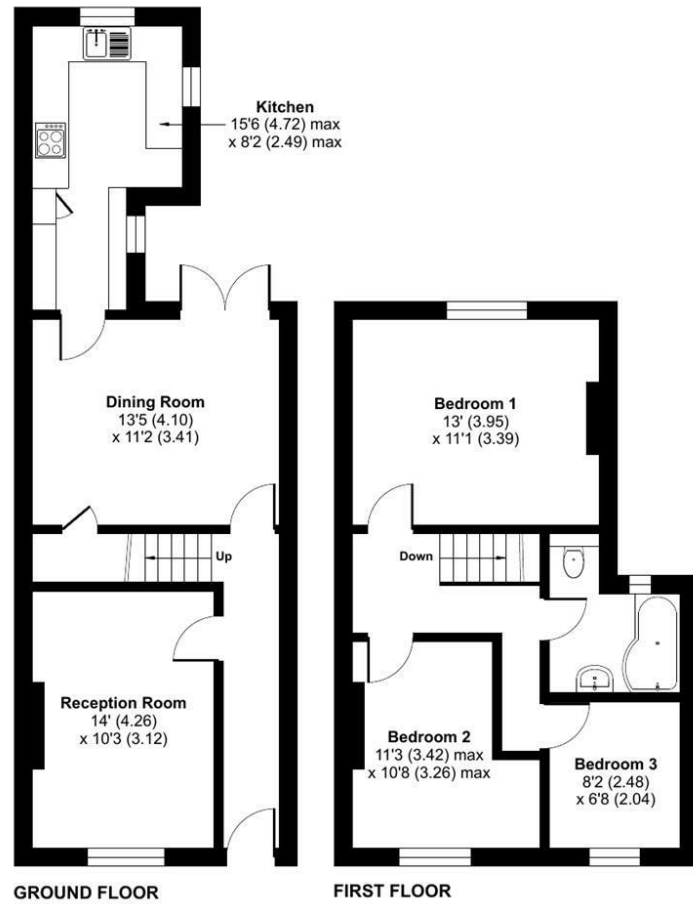 Kitchen
15'6 (4.72) max
x 8'2 (2.49) max
Dining Room
13'5 (4.10)
x 11'2 (3.41)
Up
Reception Room
14' (4.26)
x 10'3 (3.12)
GROUND FLOOR
Bedroom 1
13' (3.95)
x 11'1 (3.39)
Down
Bedroom 2
11'3 (3.42) max
x 10'8 (3.26) max
Bedroom 3
8'2 (2.48)
x 6'8 (2.04)
FIRST FLOOR